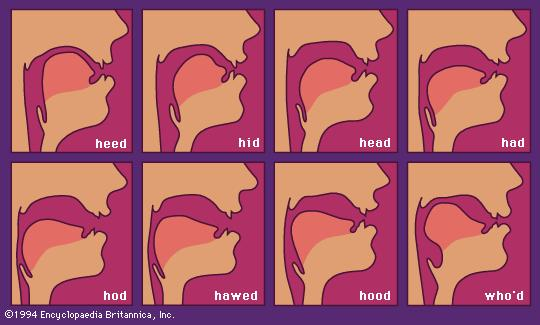 heed
hid
head
had
hod
hawed
hood
who'd
©1994 Encyclopaedia Britannica, Inc.